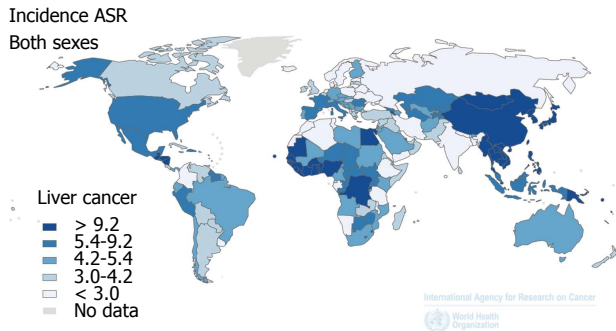 Incidence ASR
Both sexes
Liver cancer
> 9.2
5.4-9.2
4.2-5.4
3.0-4.2
< 3.0
No data
International Agency for Research on Cancer
World Health
Organization